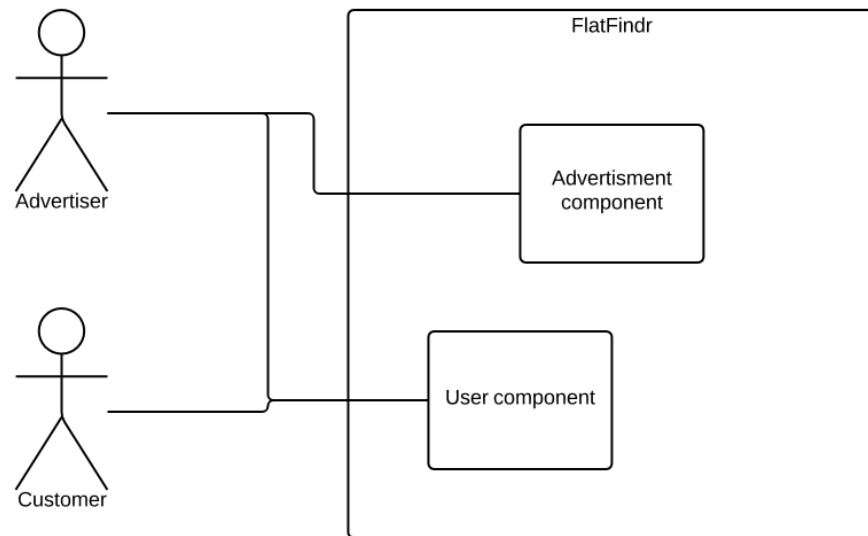 FlatFindr
Advertisment
component
Advertiser
User component
Customer